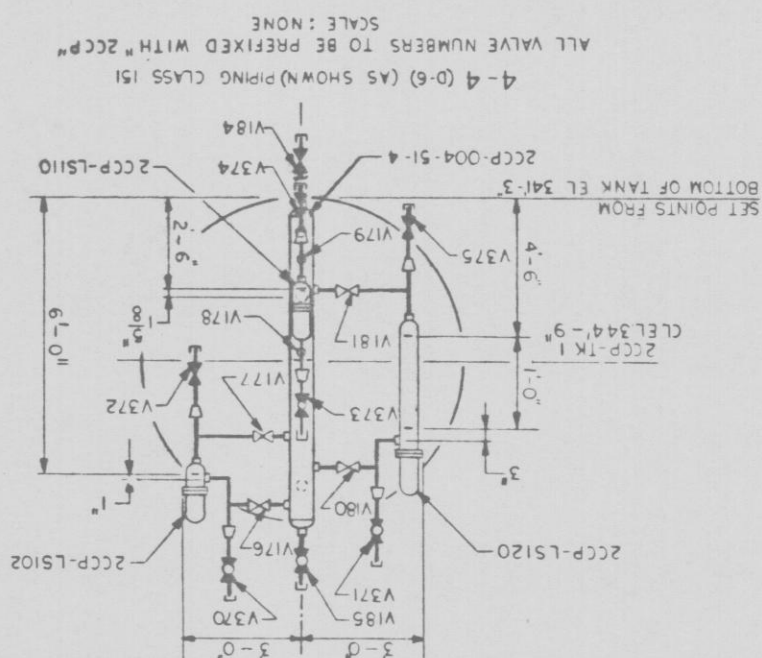 3'-0"
3'-0"
V371
V185
V370
2CCP-LS120
2CCP-LS102
V180
V176
3"
1"
V373
V177
V372
1'-0"
2CCP-TK 1
CL EL 344'-9"
V181
V178
6'-0"
1 3/8"
4'-6"
2'-6"
V375
V179
SET POINTS FROM
BOTTOM OF TANK EL 341'-3"
2CCP-004-51-4
V374
2CCP-LS110
V184
4-4 (D-6) (AS SHOWN) PIPING CLASS 151
ALL VALVE NUMBERS TO BE PREFIXED WITH "2CCP"
SCALE: NONE